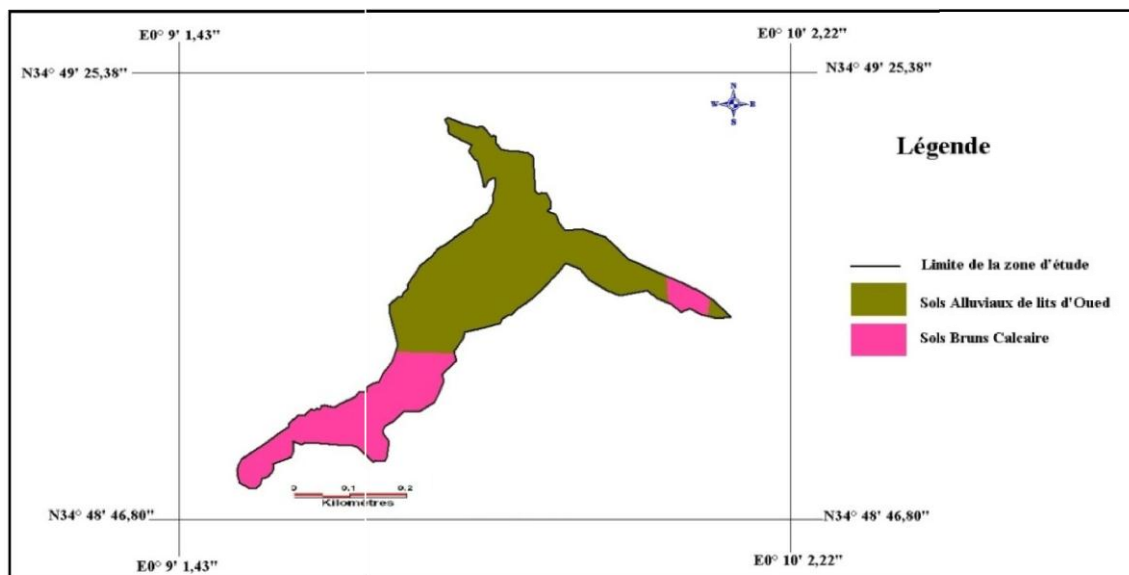 E0° 9' 1,43"
E0° 10' 2,22"
N34° 49' 25,38"
N34° 49' 25,38"
N
W E
S
Légende
Limite de la zone d'étude
Sols Alluviaux de lits d'Oued
Sols Bruns Calcaire
0 0.1 0.2
Kilometres
N34° 48' 46,80"
N34° 48' 46,80"
E0° 9' 1,43"
E0° 10' 2,22"